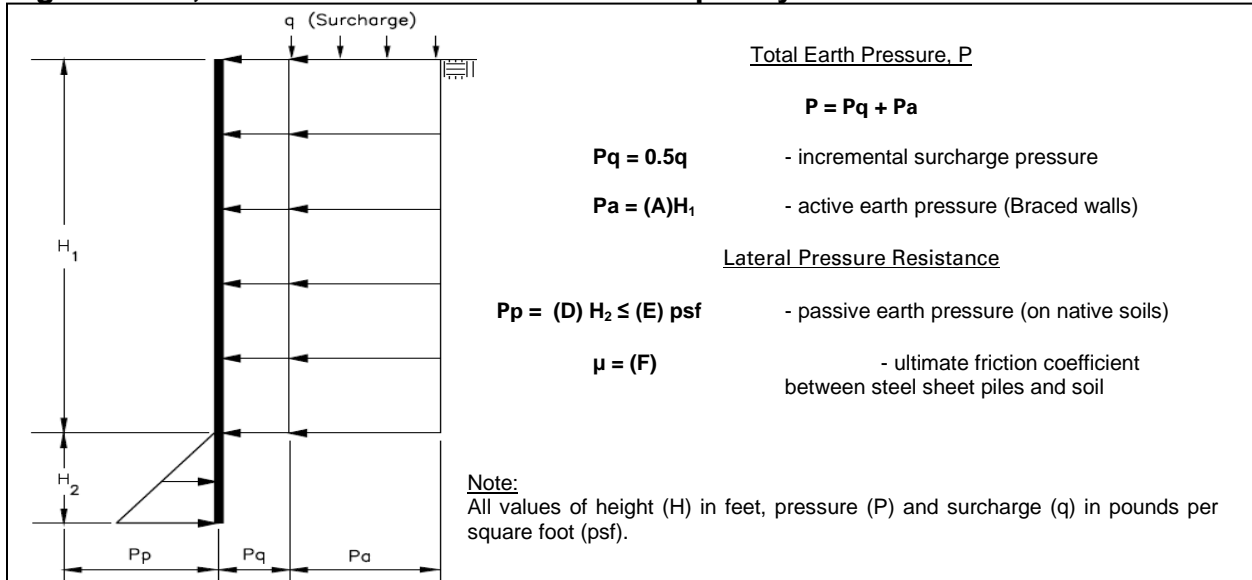 q (Surcharge)
Total Earth Pressure, P
P = Pq + Pa
Pq = 0.5q - incremental surcharge pressure
Pa = (A)H₁ - active earth pressure (Braced walls)
Lateral Pressure Resistance
Pp = (D) H₂ ≤ (E) psf - passive earth pressure (on native soils)
μ = (F) - ultimate friction coefficient
between steel sheet piles and soil
H₁
H₂
Note:
All values of height (H) in feet, pressure (P) and surcharge (q) in pounds per
square foot (psf).
Pp Pq Pa